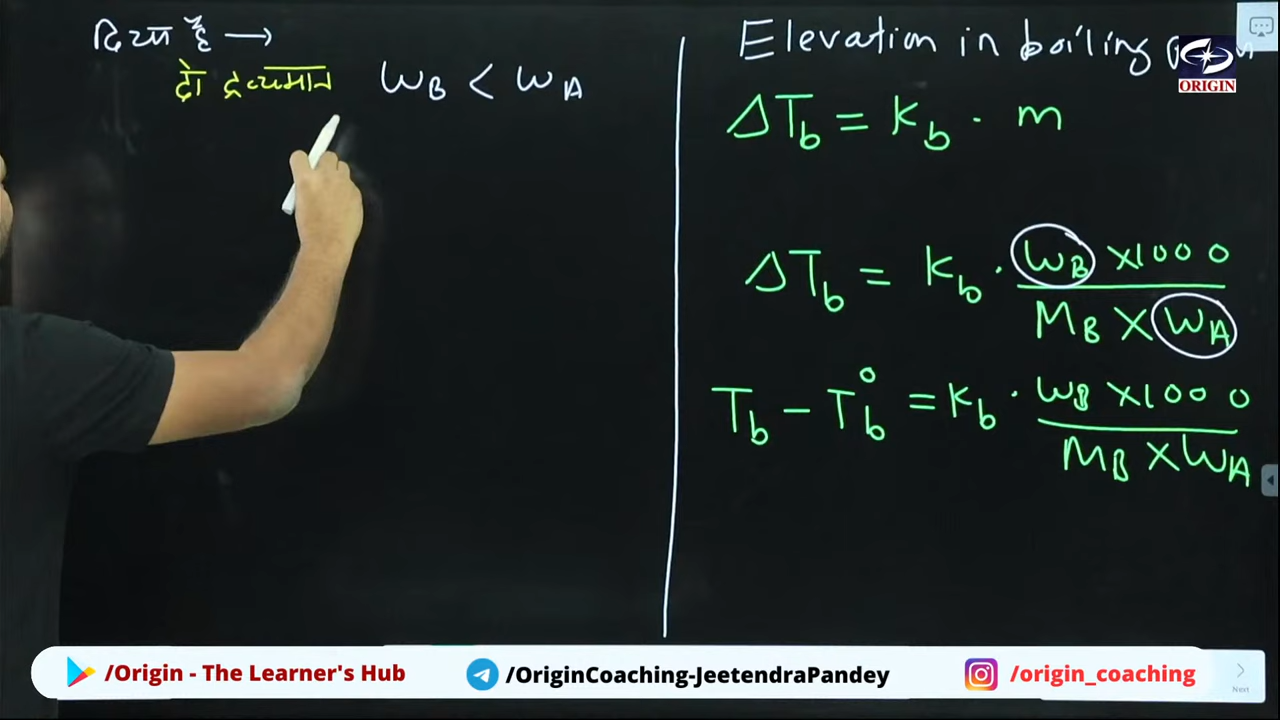 दिया है →
दो द्रव्यमान W_B < W_A
Elevation in boiling
ORIGIN
ΔT_b = K_b · m
ΔT_b = K_b · W_B × 1000 / M_B × W_A
T_b − T_b° = K_b · W_B × 1000 / M_B × W_A
/Origin - The Learner's Hub
/OriginCoaching-JeetendraPandey
/origin_coaching
Next